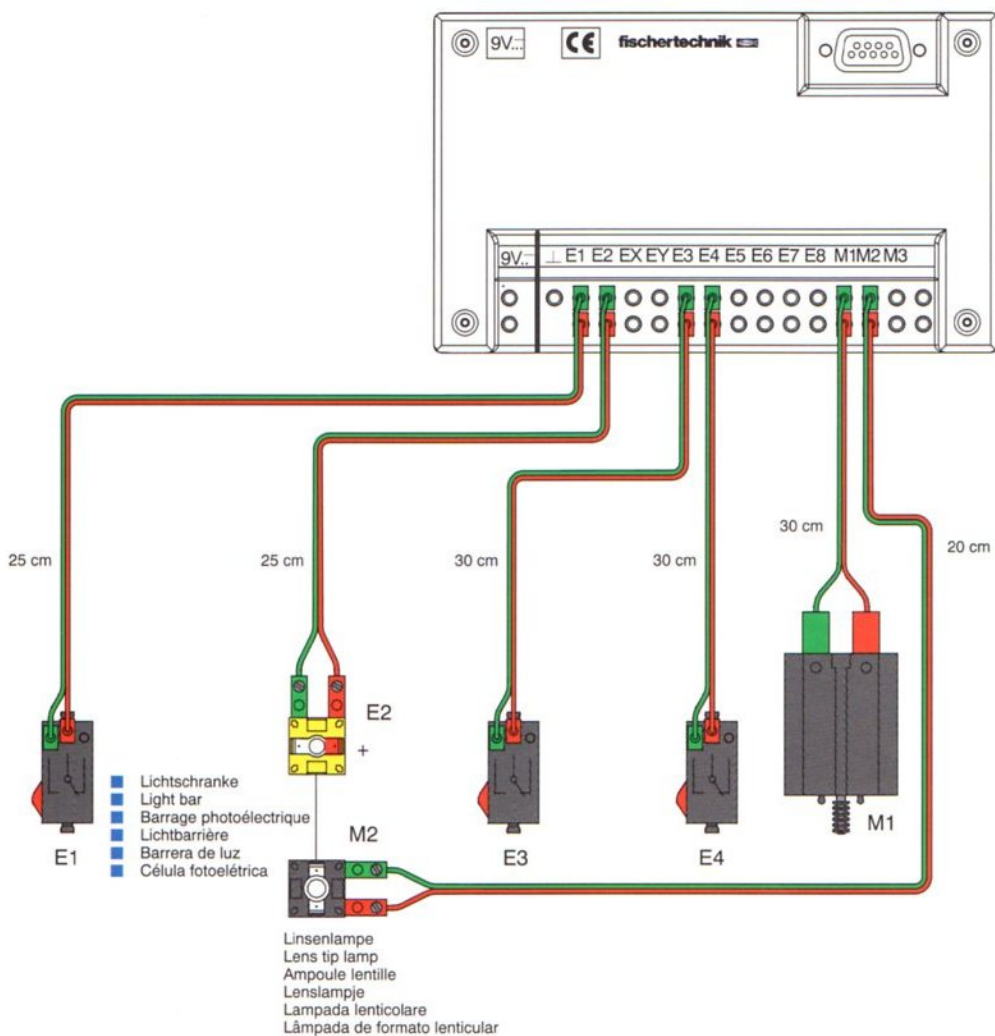 9V...
CE
fischertechnik
9V...
⊥ E1 E2 EX EY E3 E4 E5 E6 E7 E8 M1 M2 M3
25 cm
25 cm
30 cm
30 cm
30 cm
20 cm
E2
+
Lichtschranke
Light bar
Barrage photoélectrique
Lichtbarrière
Barrera de luz
Célula fotoelétrica
E1
M2
E3
E4
M1
Linsenlampe
Lens tip lamp
Ampoule lentille
Lenslampje
Lampada lenticolare
Lâmpada de formato lenticular